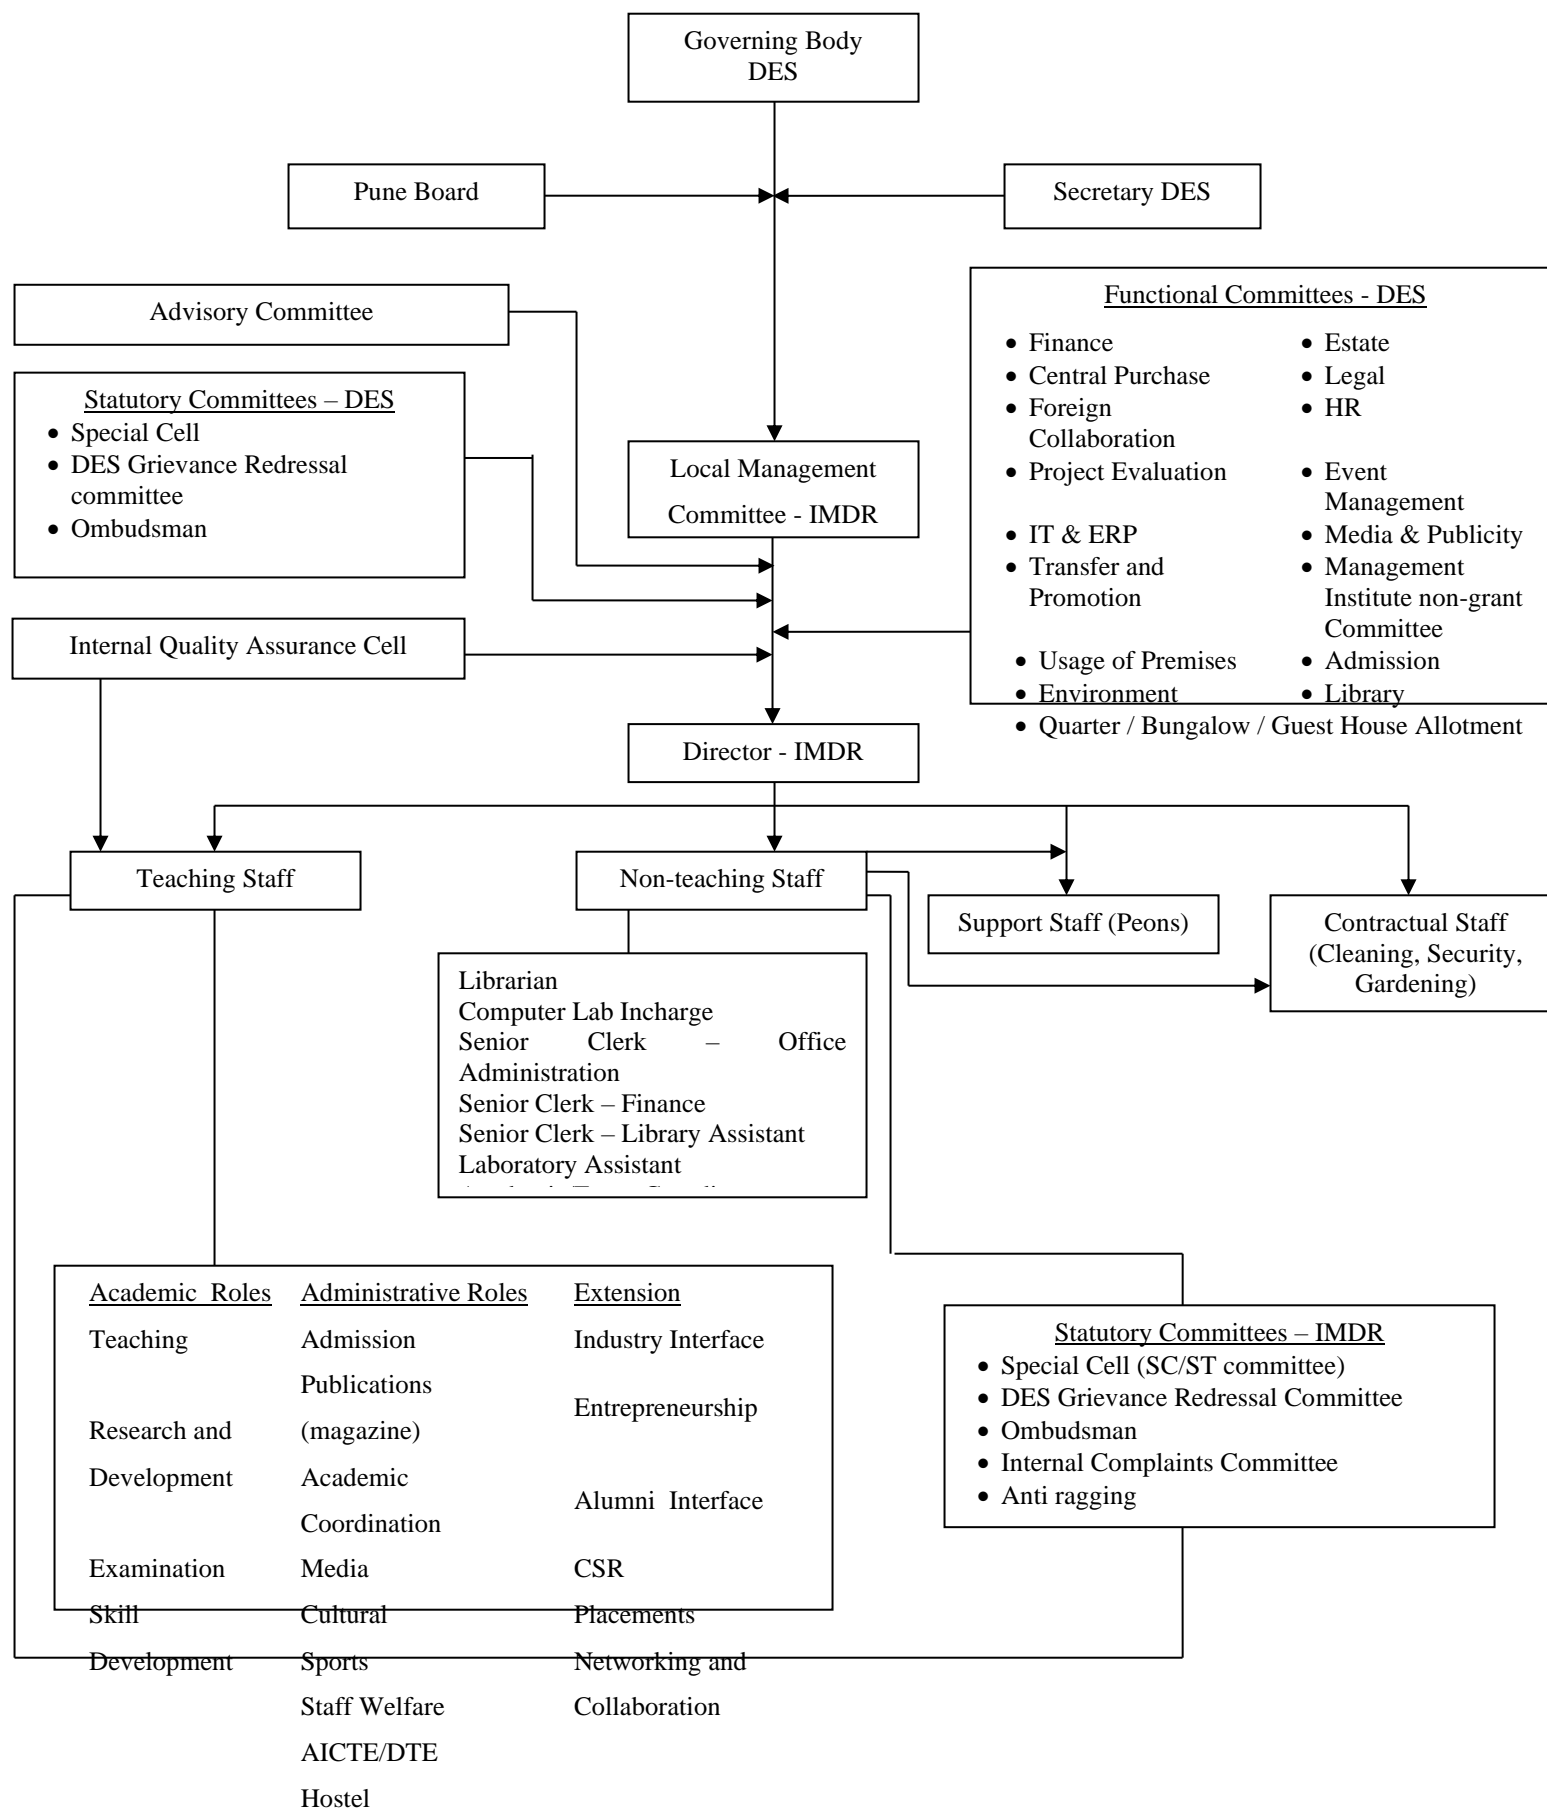 Governing Body
DES
Pune Board
Secretary DES
Advisory Committee
Statutory Committees – DES
• Special Cell
• DES Grievance Redressal
committee
• Ombudsman
Internal Quality Assurance Cell
Functional Committees - DES
• Finance
• Estate
• Central Purchase
• Legal
• Foreign
Collaboration
• HR
• Project Evaluation
• Event
Management
• IT & ERP
• Media & Publicity
• Transfer and
Promotion
• Management
Institute non-grant
Committee
• Usage of Premises
• Admission
• Environment
• Library
• Quarter / Bungalow / Guest House Allotment
Local Management
Committee - IMDR
Director - IMDR
Teaching Staff
Non-teaching Staff
Support Staff (Peons)
Contractual Staff
(Cleaning, Security,
Gardening)
Librarian
Computer Lab Incharge
Senior Clerk – Office
Administration
Senior Clerk – Finance
Senior Clerk – Library Assistant
Laboratory Assistant
Academic Roles
Teaching
Research and
Development
Examination
Skill
Development
Administrative Roles
Admission
Publications
(magazine)
Academic
Coordination
Media
Cultural
Sports
Staff Welfare
AICTE/DTE
Hostel
Extension
Industry Interface
Entrepreneurship
Alumni Interface
CSR
Placements
Networking and
Collaboration
Statutory Committees – IMDR
• Special Cell (SC/ST committee)
• DES Grievance Redressal Committee
• Ombudsman
• Internal Complaints Committee
• Anti ragging